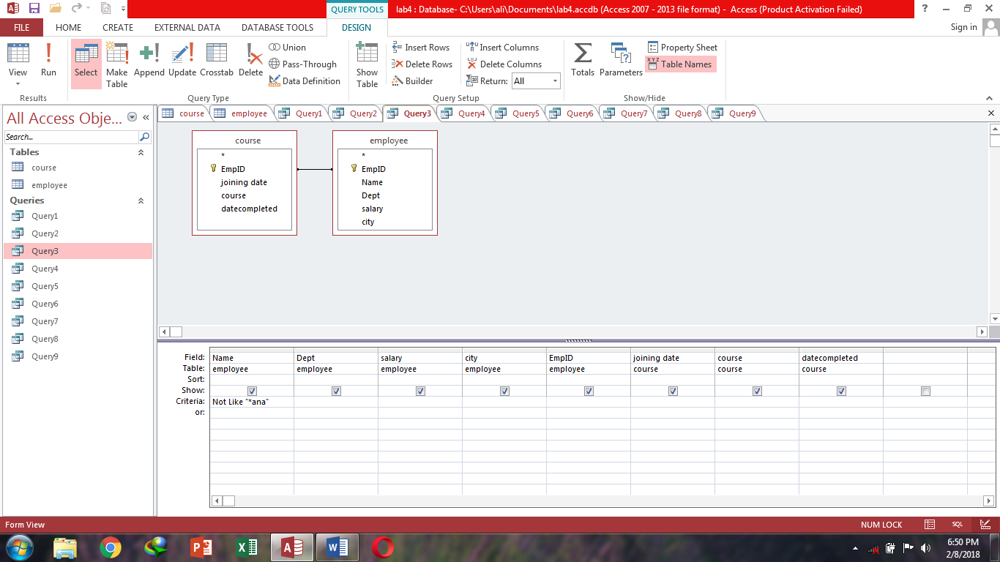 QUERY TOOLS
lab4 : Database- C:\Users\ali\Documents\lab4.accdb (Access 2007 - 2013 file format) - Access (Product Activation Failed)
?
FILE HOME CREATE EXTERNAL DATA DATABASE TOOLS DESIGN Sign in
View
Run
Results
Select
Make Table
Append
Update
Crosstab
Delete
Union
Pass-Through
Data Definition
Query Type
Show Table
Insert Rows
Delete Rows
Builder
Insert Columns
Delete Columns
Return: All
Query Setup
Totals
Parameters
Property Sheet
XYZ Table Names
Show/Hide
All Access Obje...
Search...
Tables
course
employee
Queries
Query1
Query2
Query3
Query4
Query5
Query6
Query7
Query8
Query9
course employee Query1 Query2 Query3 Query4 Query5 Query6 Query7 Query8 Query9
course
*
EmpID
joining date
course
datecompleted
employee
*
EmpID
Name
Dept
salary
city
Field: Name Dept salary city EmpID joining date course datecompleted
Table: employee employee employee employee employee course course course
Sort:
Show:
Criteria: Not Like "*ana"
or:
Form View NUM LOCK SQL
6:50 PM
2/8/2018